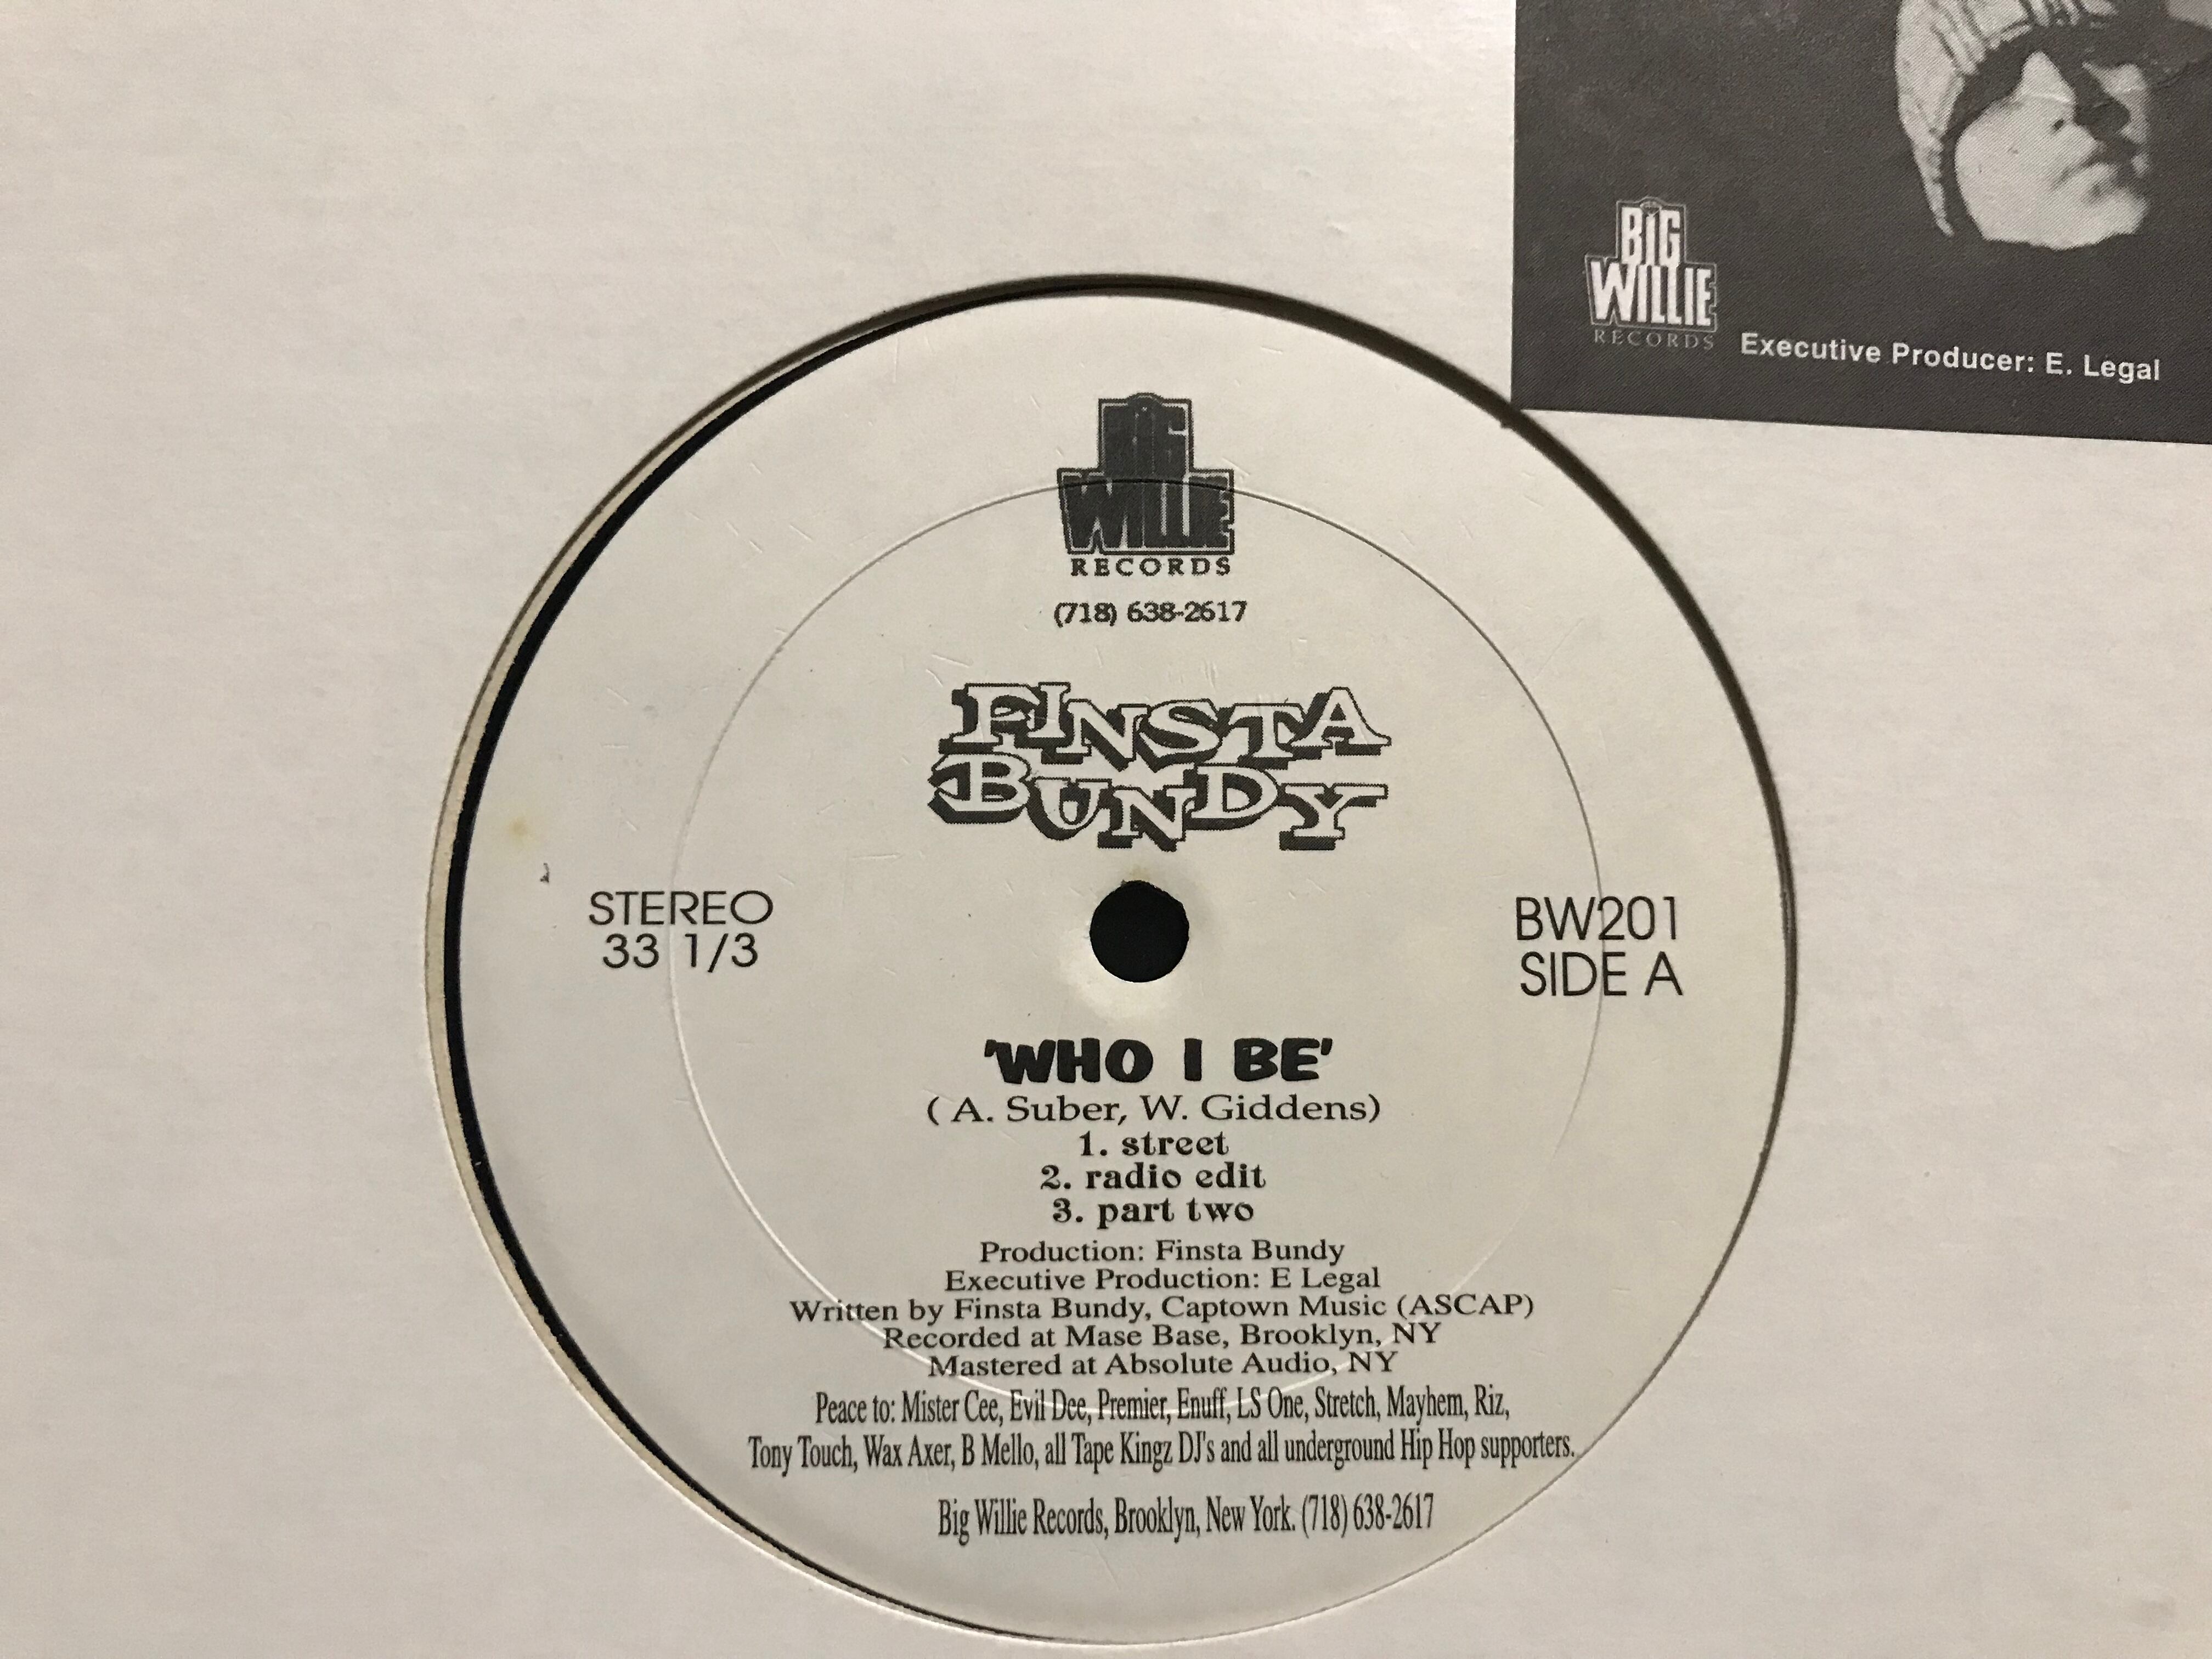 BIG
WILLIE
RECORDS
Executive Producer: E. Legal
BIG
WILLIE
RECORDS
(718) 638-2617
FINSTA
BUNDY
STEREO
33 1/3
BW201
SIDE A
'WHO I BE'
( A. Suber, W. Giddens)
1. street
2. radio edit
3. part two
Production: Finsta Bundy
Executive Production: E Legal
Written by Finsta Bundy, Captown Music (ASCAP)
Recorded at Mase Base, Brooklyn, NY
Mastered at Absolute Audio, NY
Peace to: Mister Cee, Evil Dee, Premier, Enuff, LS One, Stretch, Mayhem, Riz,
Tony Touch, Wax Axer, B Mello, all Tape Kingz DJ's and all underground Hip Hop supporters.
Big Willie Records, Brooklyn, New York. (718) 638-2617